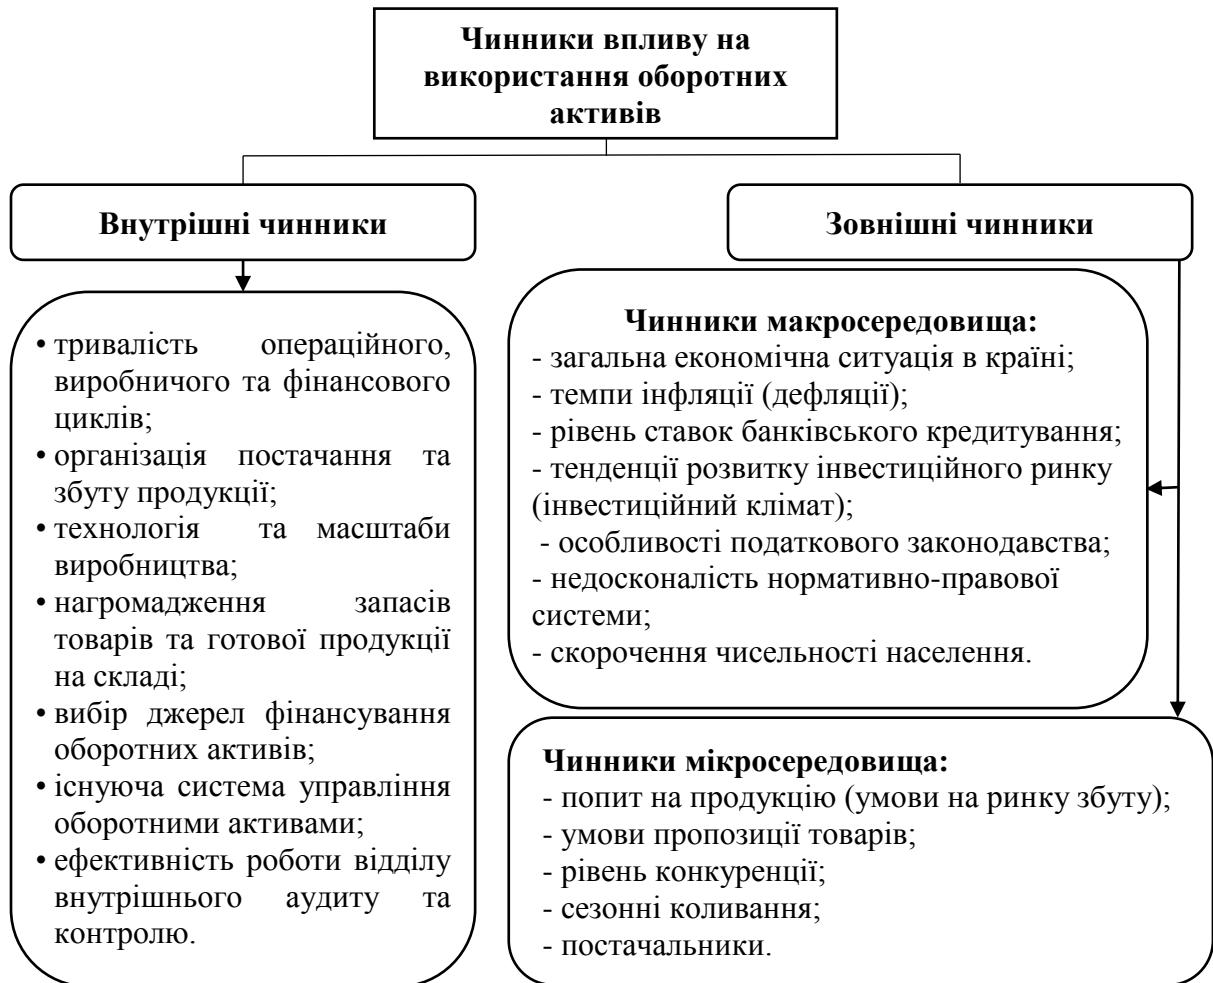 Чинники впливу на
використання оборотних
активів
Внутрішні чинники
• тривалість операційного,
виробничого та фінансового
циклів;
• організація постачання та
збуту продукції;
• технологія та масштаби
виробництва;
• нагромадження запасів
товарів та готової продукції
на складі;
• вибір джерел фінансування
оборотних активів;
• існуюча система управління
оборотними активами;
• ефективність роботи відділу
внутрішнього аудиту та
контролю.
Зовнішні чинники
Чинники макросередовища:
- загальна економічна ситуація в країні;
- темпи інфляції (дефляції);
- рівень ставок банківського кредитування;
- тенденції розвитку інвестиційного ринку
(інвестиційний клімат);
- особливості податкового законодавства;
- недосконалість нормативно-правової
системи;
- скорочення чисельності населення.
Чинники мікросередовища:
- попит на продукцію (умови на ринку збуту);
- умови пропозиції товарів;
- рівень конкуренції;
- сезонні коливання;
- постачальники.